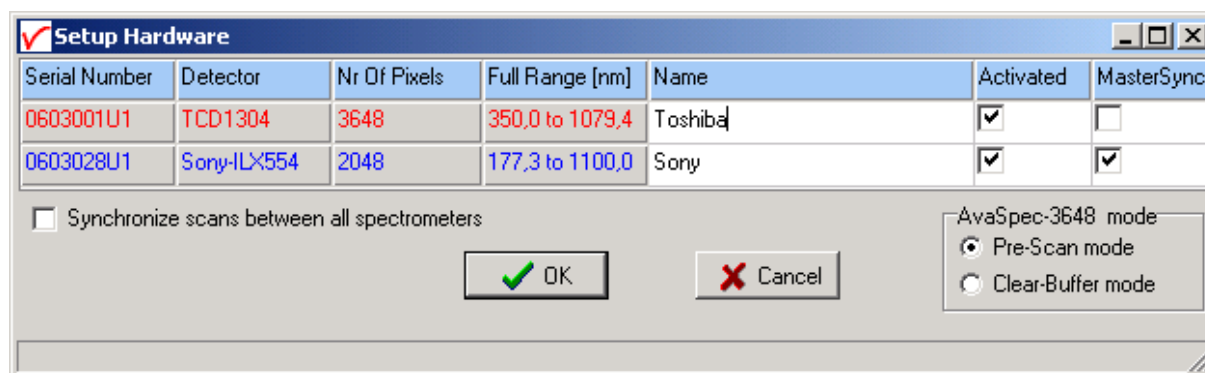 Setup Hardware
Serial Number Detector Nr Of Pixels Full Range [nm] Name Activated MasterSync
0603001U1 TCD1304 3648 350,0 to 1079,4 Toshiba
0603028U1 Sony-ILX554 2048 177,3 to 1100,0 Sony
Synchronize scans between all spectrometers
AvaSpec-3648 mode
Pre-Scan mode
OK Cancel
Clear-Buffer mode